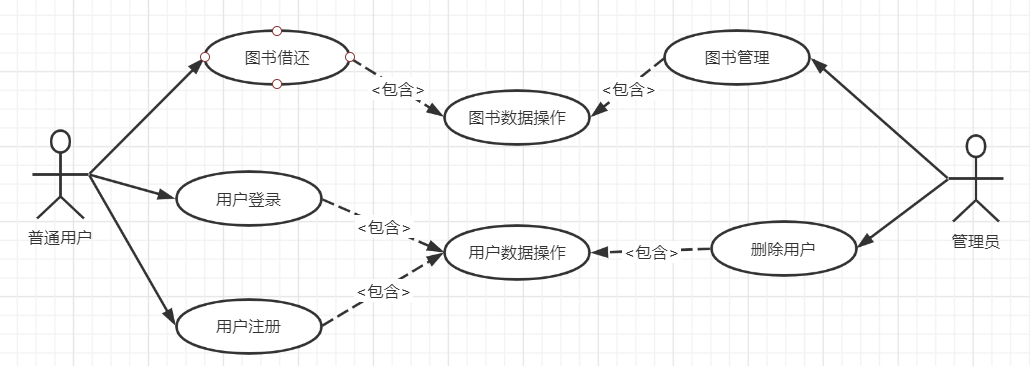 图书借还
图书管理
<包含>
<包含>
图书数据操作
用户登录
普通用户
管理员
<包含>
用户数据操作
<包含>
删除用户
<包含>
用户注册